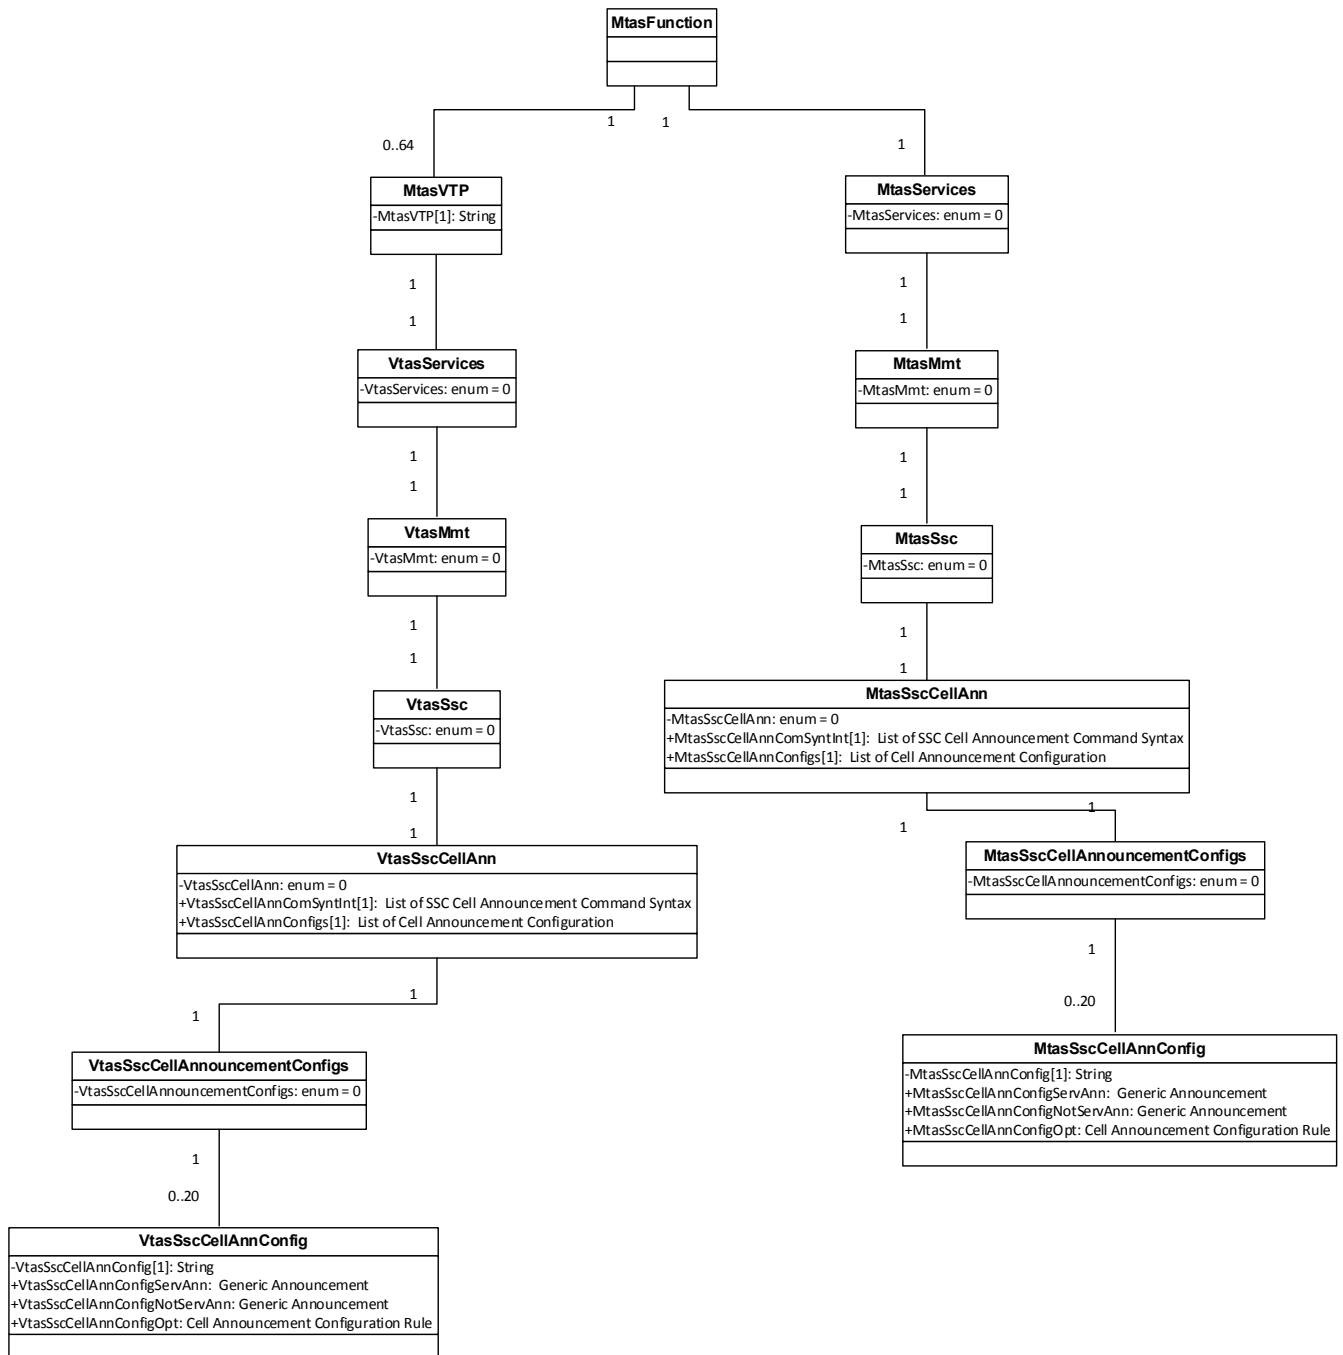 MtasFunction
1
1
0..64
1
MtasVTP
-MtasVTP[1]: String
MtasServices
-MtasServices: enum = 0
1
1
1
1
VtasServices
-VtasServices: enum = 0
MtasMmt
-MtasMmt: enum = 0
1
1
1
1
VtasMmt
-VtasMmt: enum = 0
MtasSsc
-MtasSsc: enum = 0
1
1
1
1
VtasSsc
-VtasSsc: enum = 0
MtasSscCellAnn
-MtasSscCellAnn: enum = 0
+MtasSscCellAnnComSyntInt[1]:  List of SSC Cell Announcement Command Syntax
+MtasSscCellAnnConfigs[1]:  List of Cell Announcement Configuration
1
1
1
1
VtasSscCellAnn
-VtasSscCellAnn: enum = 0
+VtasSscCellAnnComSyntInt[1]:  List of SSC Cell Announcement Command Syntax
+VtasSscCellAnnConfigs[1]:  List of Cell Announcement Configuration
MtasSscCellAnnouncementConfigs
-MtasSscCellAnnouncementConfigs: enum = 0
1
1
1
0..20
VtasSscCellAnnouncementConfigs
-VtasSscCellAnnouncementConfigs: enum = 0
MtasSscCellAnnConfig
-MtasSscCellAnnConfig[1]: String
+MtasSscCellAnnConfigServAnn:  Generic Announcement
+MtasSscCellAnnConfigNotServAnn: Generic Announcement
+MtasSscCellAnnConfigOpt: Cell Announcement Configuration Rule
1
0..20
VtasSscCellAnnConfig
-VtasSscCellAnnConfig[1]: String
+VtasSscCellAnnConfigServAnn:  Generic Announcement
+VtasSscCellAnnConfigNotServAnn: Generic Announcement
+VtasSscCellAnnConfigOpt: Cell Announcement Configuration Rule